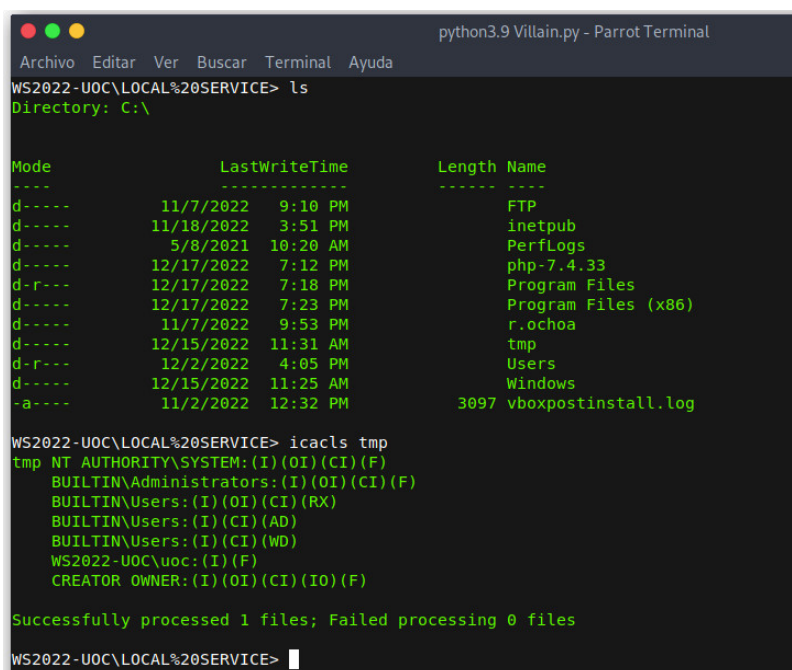 python3.9 Villain.py - Parrot Terminal
Archivo Editar Ver Buscar Terminal Ayuda
WS2022-UOC\LOCAL%20SERVICE> ls
Directory: C:\
Mode LastWriteTime Length Name
---- ------------- ------ ----
d----- 11/7/2022 9:10 PM FTP
d----- 11/18/2022 3:51 PM inetpub
d----- 5/8/2021 10:20 AM PerfLogs
d----- 12/17/2022 7:12 PM php-7.4.33
d-r--- 12/17/2022 7:18 PM Program Files
d----- 12/17/2022 7:23 PM Program Files (x86)
d----- 11/7/2022 9:53 PM r.ochoa
d----- 12/15/2022 11:31 AM tmp
d-r--- 12/2/2022 4:05 PM Users
d----- 12/15/2022 11:25 AM Windows
-a---- 11/2/2022 12:32 PM 3097 vboxpostinstall.log
WS2022-UOC\LOCAL%20SERVICE> icacls tmp
tmp NT AUTHORITY\SYSTEM:(I)(OI)(CI)(F)
BUILTIN\Administrators:(I)(OI)(CI)(F)
BUILTIN\Users:(I)(OI)(CI)(RX)
BUILTIN\Users:(I)(CI)(AD)
BUILTIN\Users:(I)(CI)(WD)
WS2022-UOC\uoc:(I)(F)
CREATOR OWNER:(I)(OI)(CI)(IO)(F)
Successfully processed 1 files; Failed processing 0 files
WS2022-UOC\LOCAL%20SERVICE>